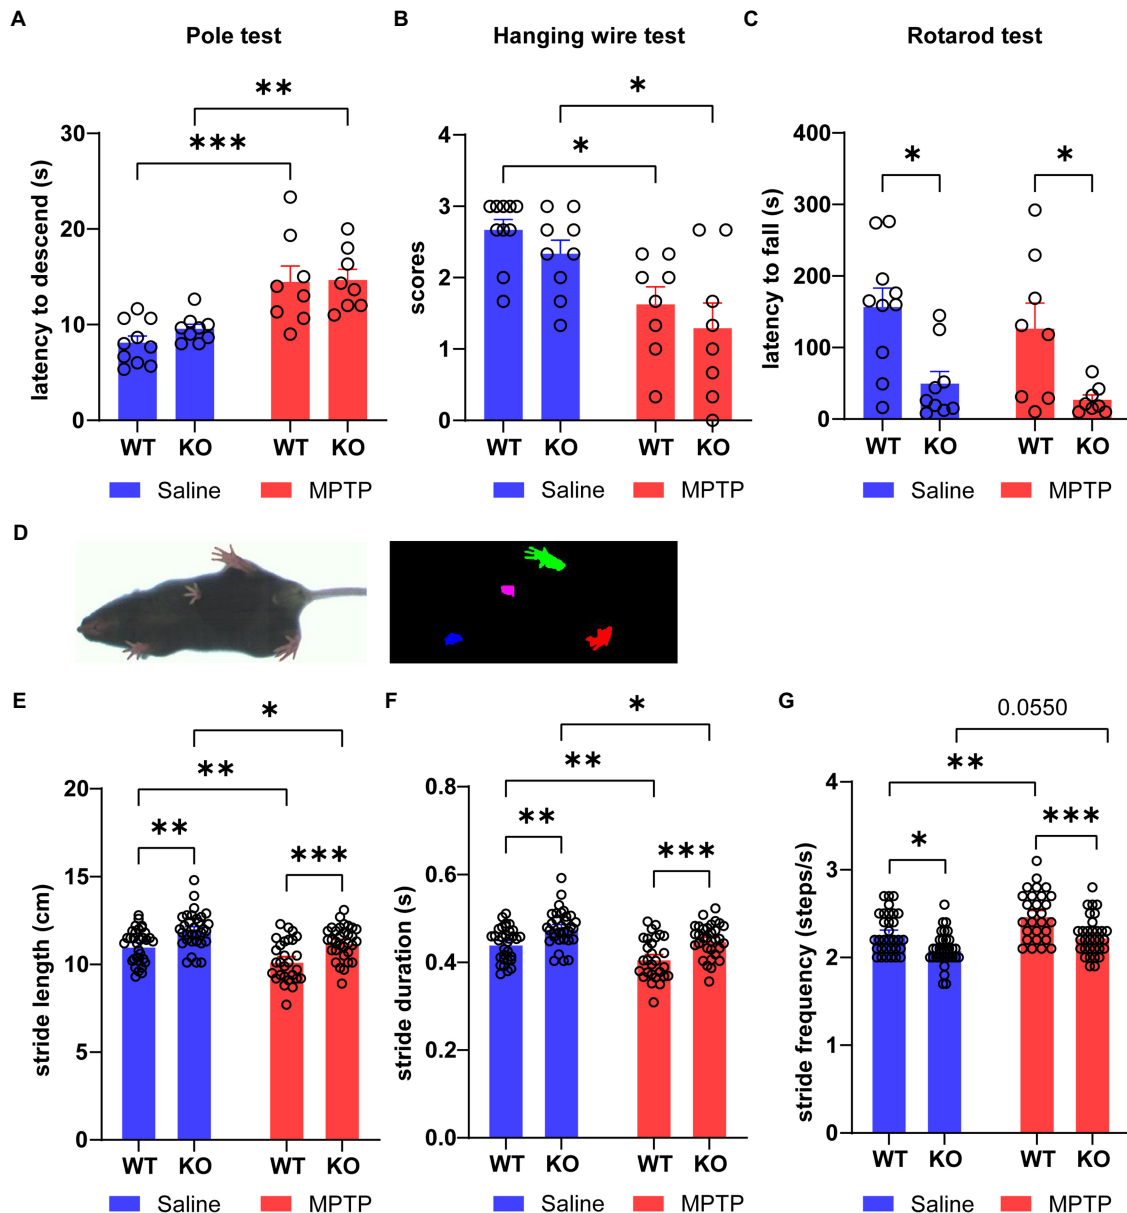 A
Pole test
B
Hanging wire test
C
Rotarod test
latency to descend (s)
30
20
10
0
**
***
WT KO WT KO
Saline MPTP
scores
4
3
2
1
0
*
*
WT KO WT KO
Saline MPTP
latency to fall (s)
400
300
200
100
0
*
*
WT KO WT KO
Saline MPTP
D
E
stride length (cm)
20
15
10
5
0
*
**
**
***
WT KO WT KO
Saline MPTP
F
stride duration (s)
0.8
0.6
0.4
0.2
0.0
*
**
**
***
WT KO WT KO
Saline MPTP
G
stride frequency (steps/s)
4
3
2
1
0
0.0550
**
*
***
WT KO WT KO
Saline MPTP